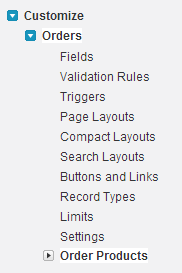 Customize
Orders
Fields
Validation Rules
Triggers
Page Layouts
Compact Layouts
Search Layouts
Buttons and Links
Record Types
Limits
Settings
Order Products